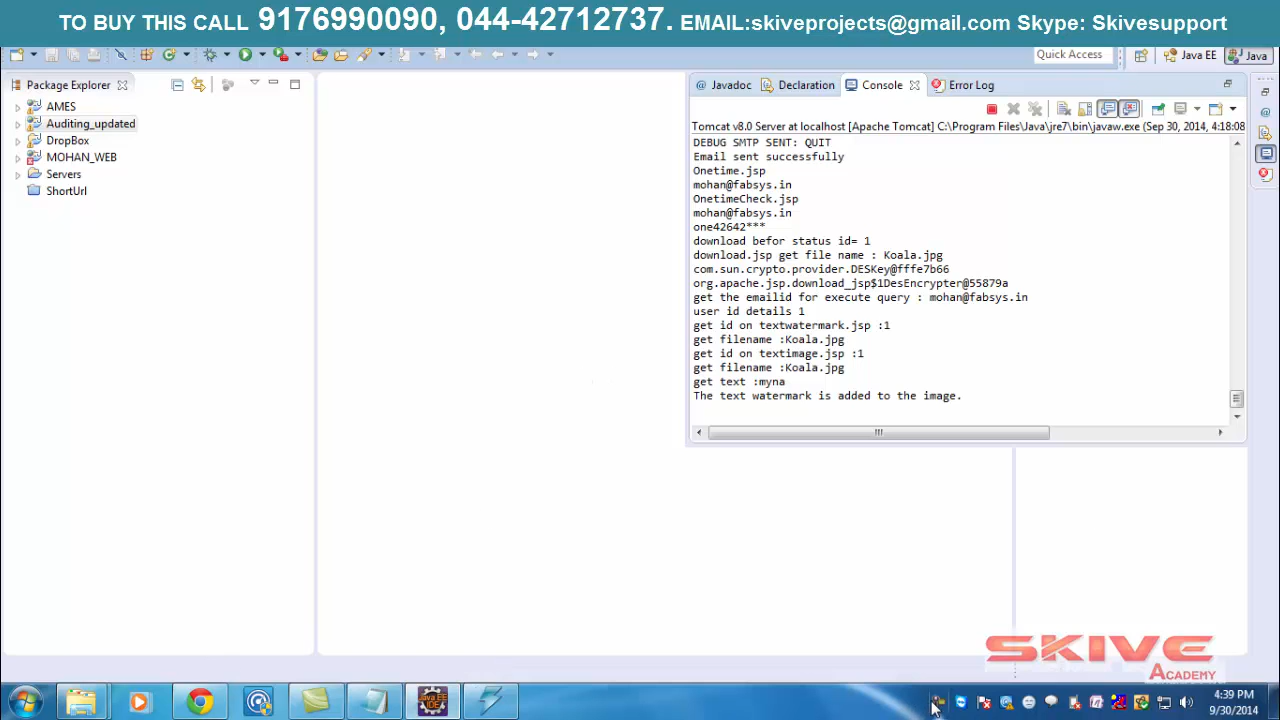 TO BUY THIS CALL 9176990090, 044-42712737. EMAIL:skiveprojects@gmail.com Skype: Skivesupport
Quick Access
Java EE
Java
Package Explorer
AMES
Auditing_updated
DropBox
MOHAN_WEB
Servers
ShortUrl
Javadoc
Declaration
Console
Error Log
Tomcat v8.0 Server at localhost [Apache Tomcat] C:\Program Files\Java\jre7\bin\javaw.exe (Sep 30, 2014, 4:18:08
DEBUG SMTP SENT: QUIT
Email sent successfully
Onetime.jsp
mohan@fabsys.in
OnetimeCheck.jsp
mohan@fabsys.in
one42642***
download befor status id= 1
download.jsp get file name : Koala.jpg
com.sun.crypto.provider.DESKey@fffe7b66
org.apache.jsp.download_jsp$1DesEncrypter@55879a
get the emailid for execute query : mohan@fabsys.in
user id details 1
get id on textwatermark.jsp :1
get filename :Koala.jpg
get id on textimage.jsp :1
get filename :Koala.jpg
get text :myna
The text watermark is added to the image.
SKIVE
ACADEMY
Java EE
IDE
4:39 PM
9/30/2014